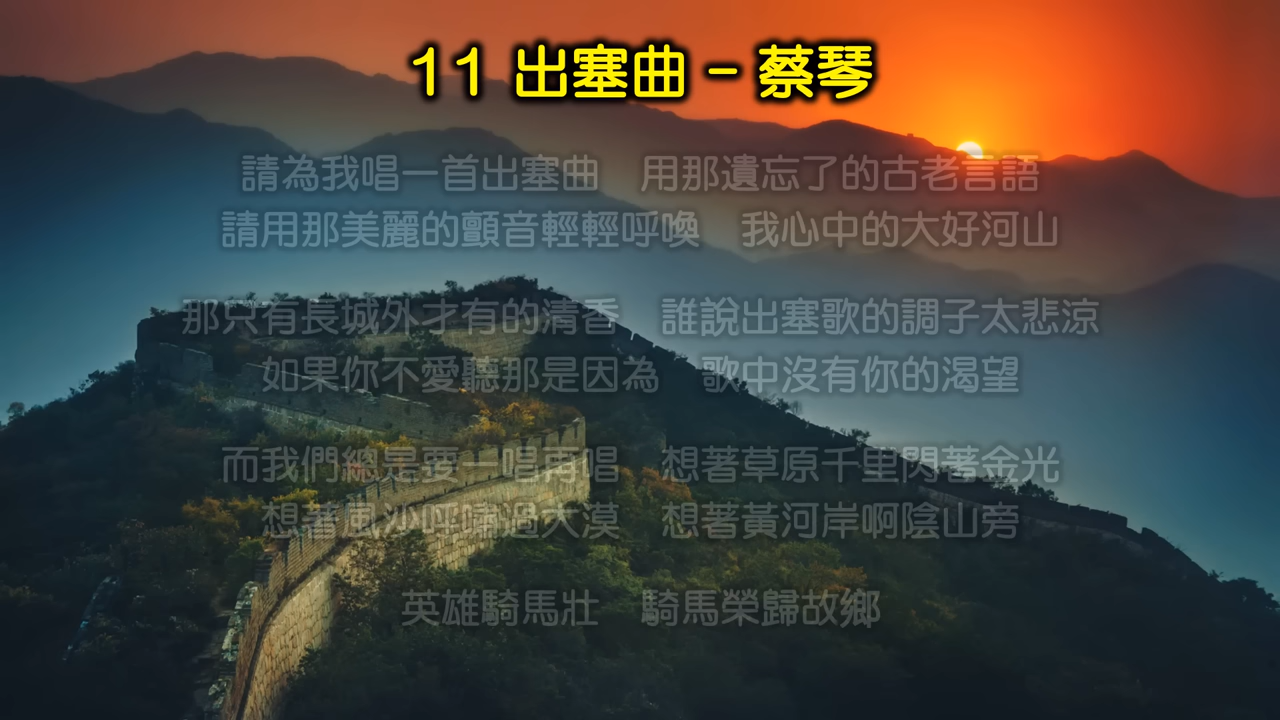 11 出塞曲 - 蔡琴
請為我唱一首出塞曲　用那遺忘了的古老言語
請用那美麗的顫音輕輕呼喚　我心中的大好河山
那只有長城外才有的清香　誰說出塞歌的調子太悲涼
如果你不愛聽那是因為　歌中沒有你的渴望
而我們總是要一唱再唱　想著草原千里閃著金光
想著風沙呼嘯過大漠　想著黃河岸啊陰山旁
英雄騎馬壯　騎馬榮歸故鄉